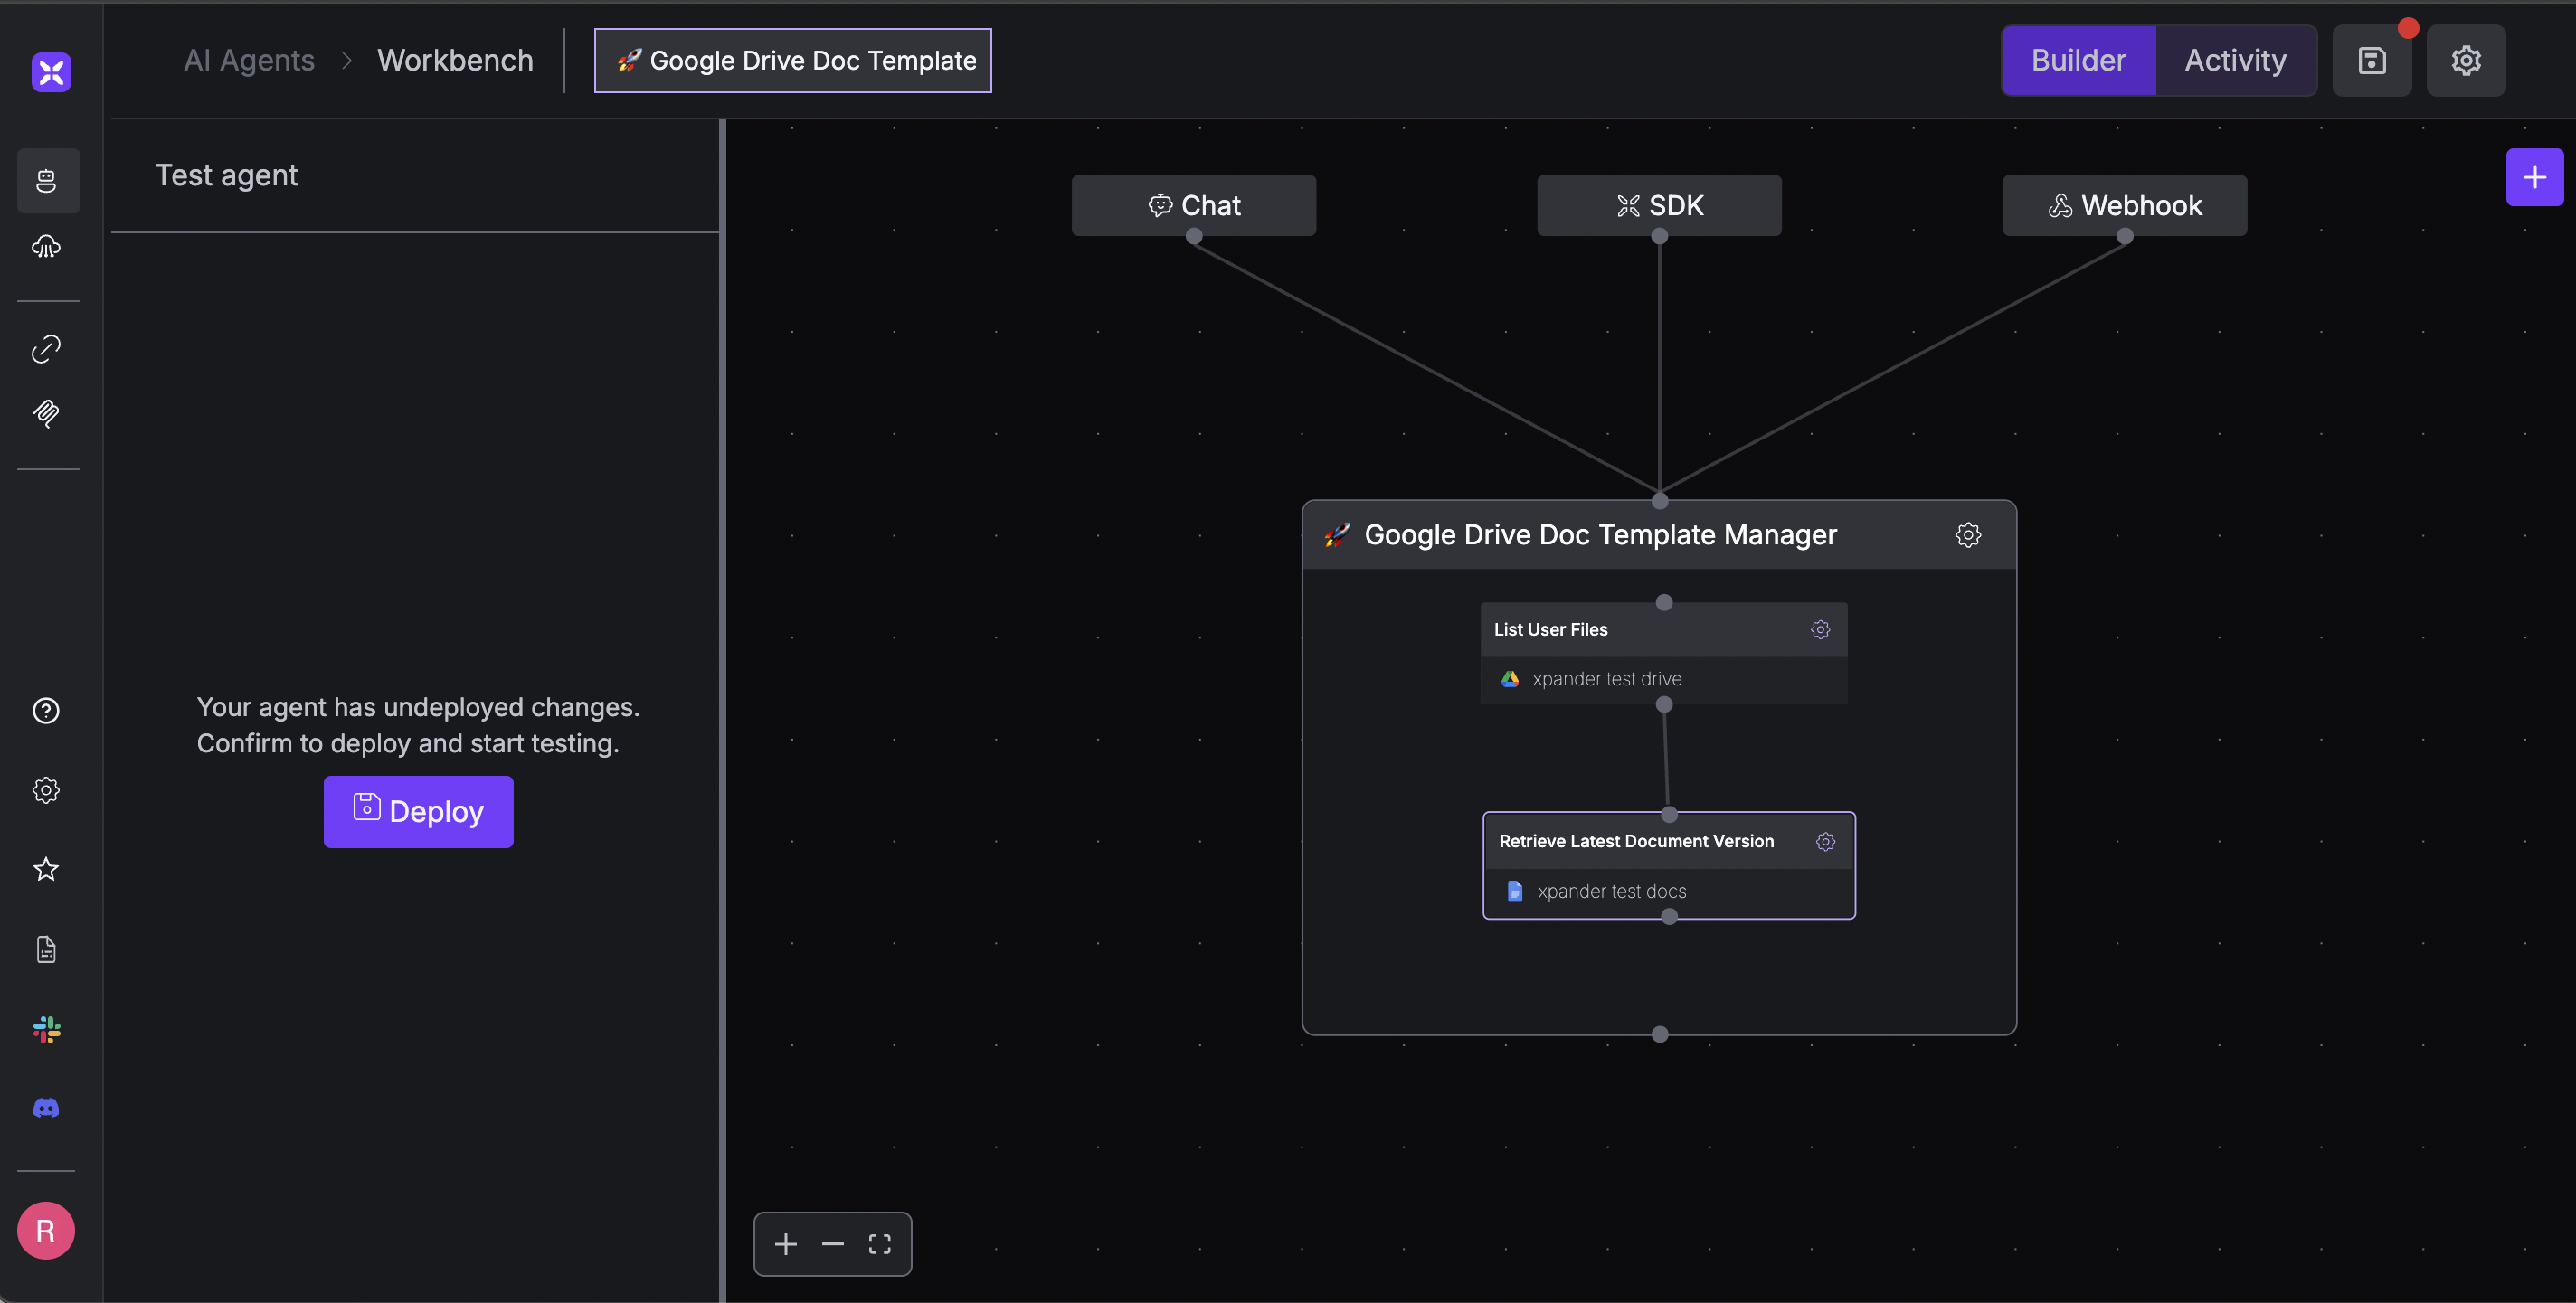 AI Agents > Workbench
🚀 Google Drive Doc Template
Builder
Activity
Test agent
Chat
SDK
Webhook
🚀 Google Drive Doc Template Manager
List User Files
xpander test drive
Your agent has undeployed changes.
Confirm to deploy and start testing.
Deploy
Retrieve Latest Document Version
xpander test docs
R